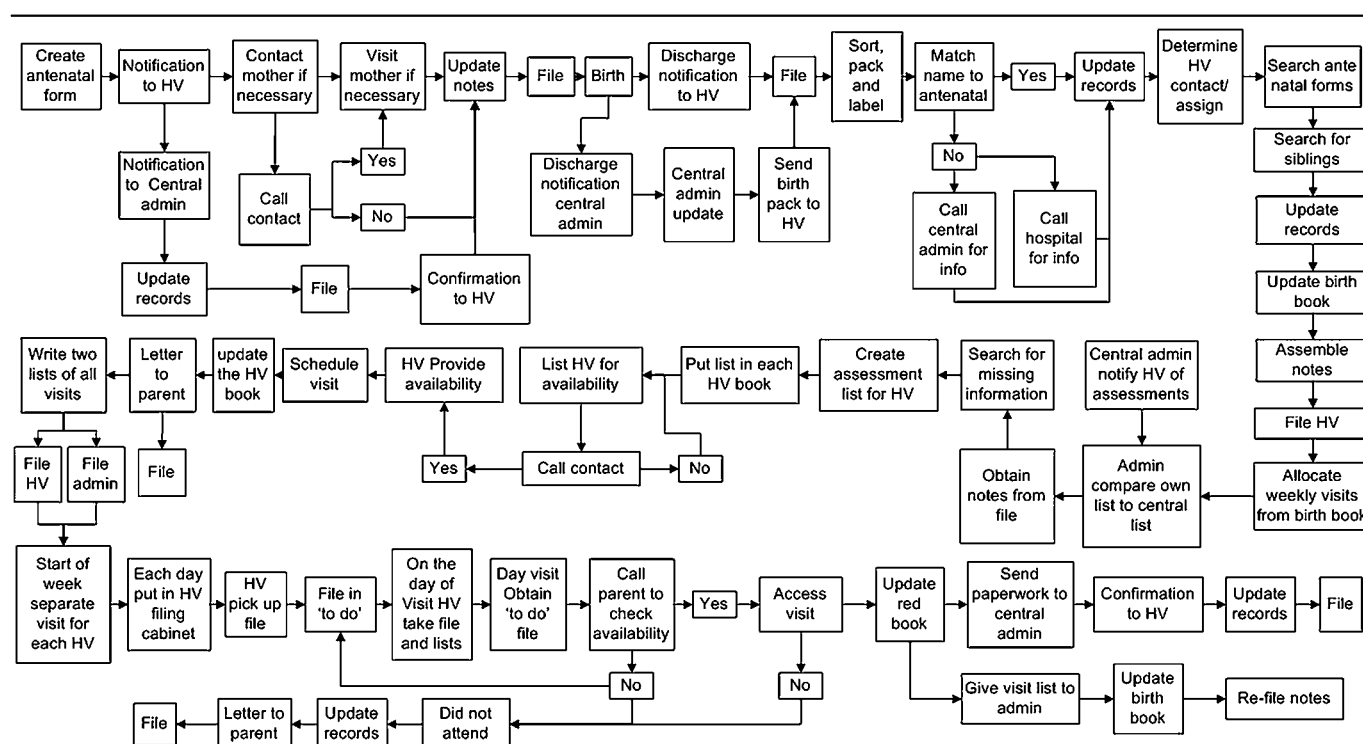 Create
antenatal
form
Notification
to HV
Contact
mother if
necessary
Visit
mother if
necessary
Update
notes
File
Birth
Discharge
notification
to HV
File
Sort,
pack
and
label
Match
name to
antenatal
Yes
Update
records
Determine
HV
contact/
assign
Search ante
natal forms
Notification
to Central
admin
Call
contact
Yes
No
Discharge
notification
central
admin
Central
admin
update
Send
birth
pack to HV
No
Call
central
admin for
info
Call
hospital
for info
Search for
siblings
Update
records
Update
records
File
Confirmation
to HV
Update birth
book
Write two
lists of all
visits
Letter
to
parent
update
the HV
book
Schedule
visit
HV Provide
availability
List HV for
availability
Put list in each
HV book
Create
assessment
list for HV
Search for
missing
information
Central admin
notify HV of
assessments
Assemble
notes
File HV
File
HV
File
admin
File
Yes
Call contact
No
Obtain
notes from
file
Admin
compare own
list to central
list
Allocate
weekly visits
from birth book
Start of
week
separate
visit for
each HV
Each day
put in HV
filing
cabinet
HV
pick up
file
File in
‘to do’
On the
day of
Visit HV
take file
and lists
Day visit
Obtain
‘to do’
file
Call
parent to
check
availability
Yes
Access
visit
Update
red
book
Send
paperwork to
central
admin
Confirmation
to HV
Update
records
File
No
No
Give visit list to
admin
Update
birth
book
Re-file notes
File
Letter to
parent
Update
records
Did not
attend